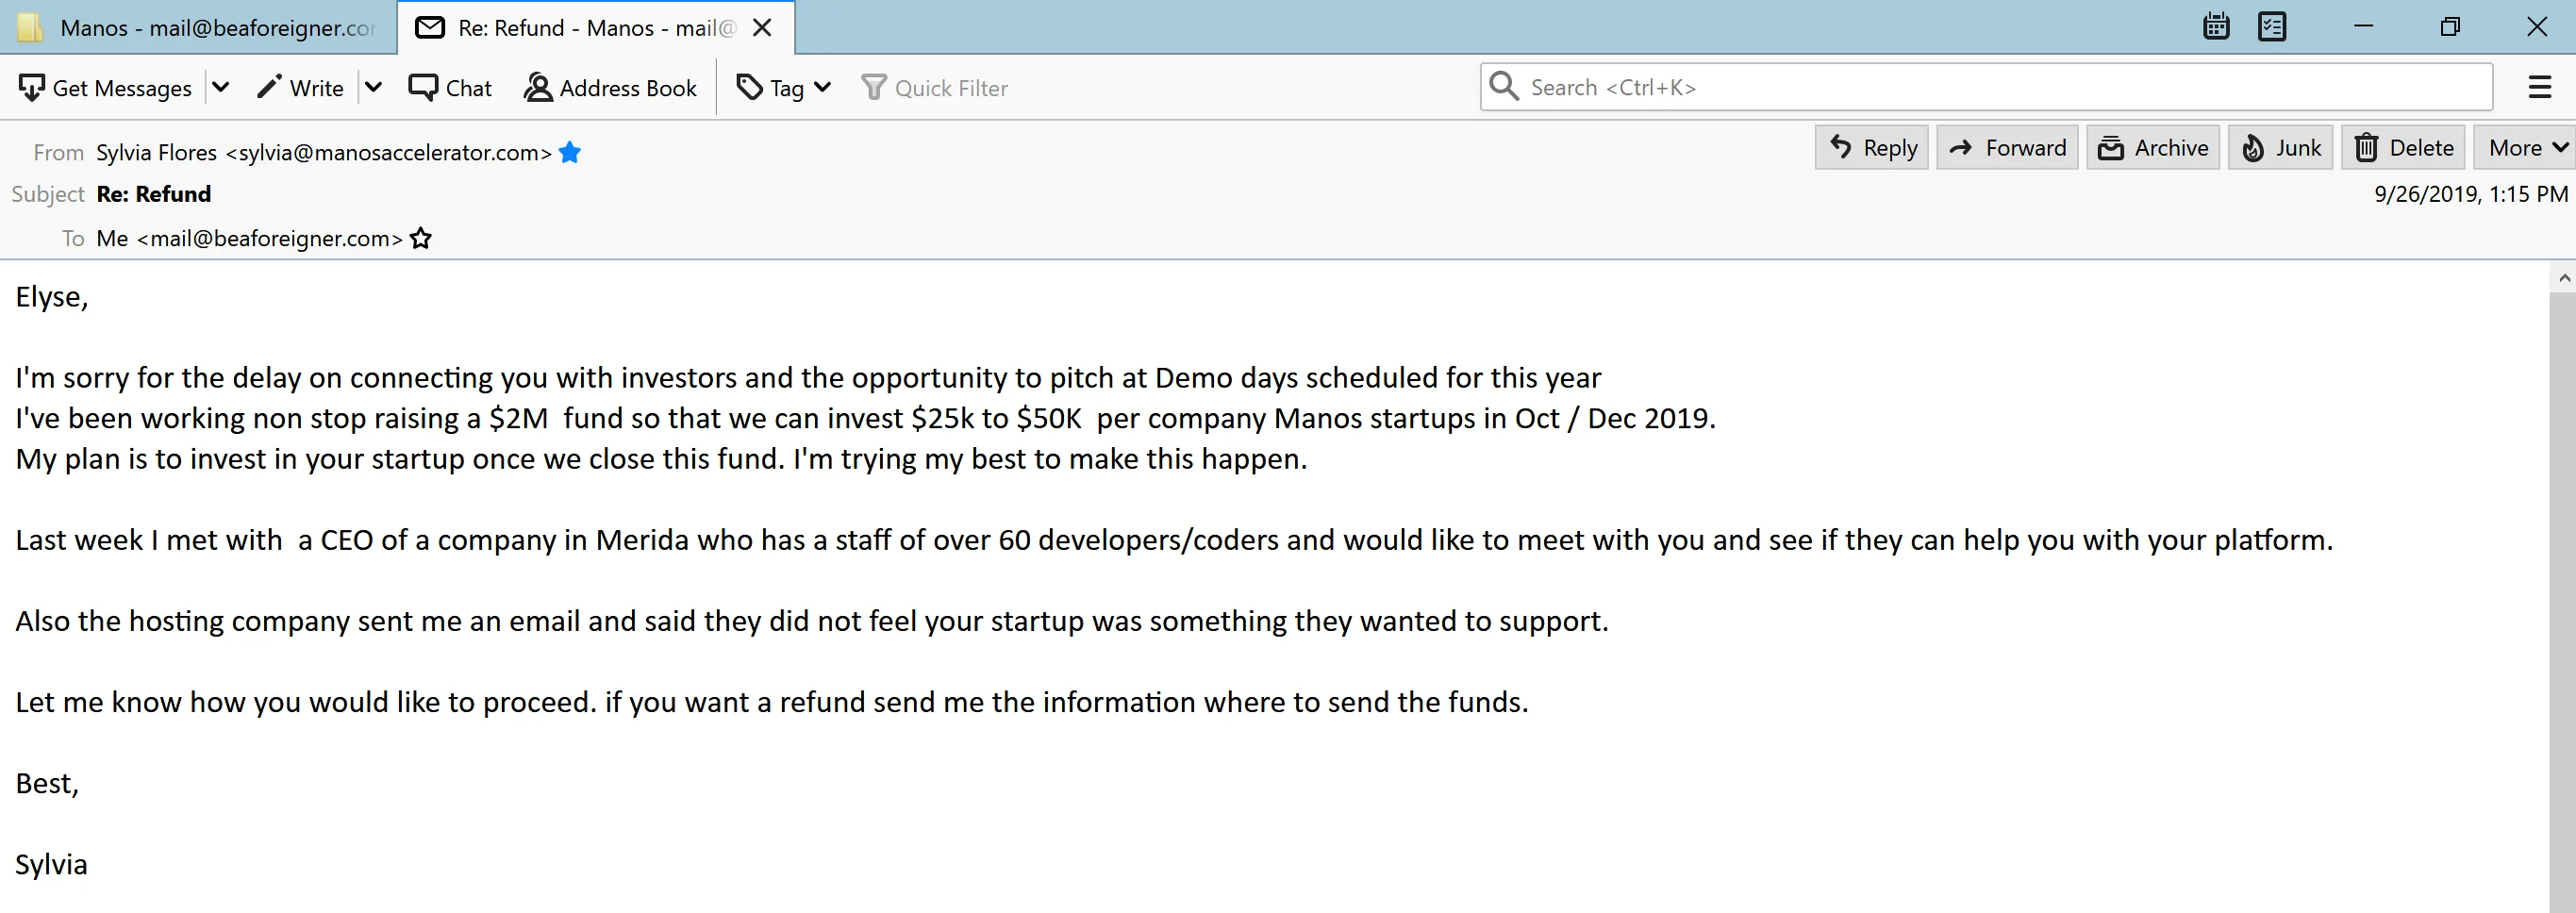 Manos - mail@beaforeigner.co
Re: Refund - Manos - mail@
Get Messages
Write
Chat
Address Book
Tag
Quick Filter
Search <Ctrl+K>
From Sylvia Flores <sylvia@manosaccelerator.com>
Reply
Forward
Archive
Junk
Delete
More
Subject Re: Refund
9/26/2019, 1:15 PM
To Me <mail@beaforeigner.com>
Elyse,
I'm sorry for the delay on connecting you with investors and the opportunity to pitch at Demo days scheduled for this year
I've been working non stop raising a $2M  fund so that we can invest $25k to $50K  per company Manos startups in Oct / Dec 2019.
My plan is to invest in your startup once we close this fund. I'm trying my best to make this happen.
Last week I met with  a CEO of a company in Merida who has a staff of over 60 developers/coders and would like to meet with you and see if they can help you with your platform.
Also the hosting company sent me an email and said they did not feel your startup was something they wanted to support.
Let me know how you would like to proceed. if you want a refund send me the information where to send the funds.
Best,
Sylvia